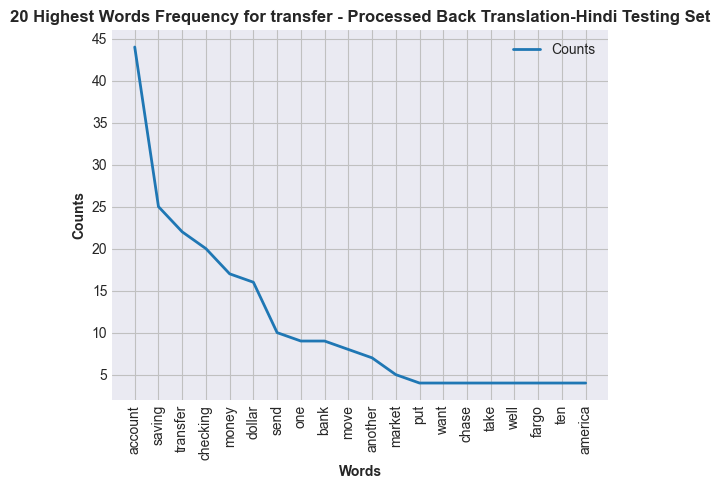 20 Highest Words Frequency for transfer - Processed Back Translation-Hindi Testing Set
Counts
45
40
35
30
25
20
15
10
5
Counts
account
saving
transfer
checking
money
dollar
send
one
bank
move
another
market
put
want
chase
take
well
fargo
ten
america
Words